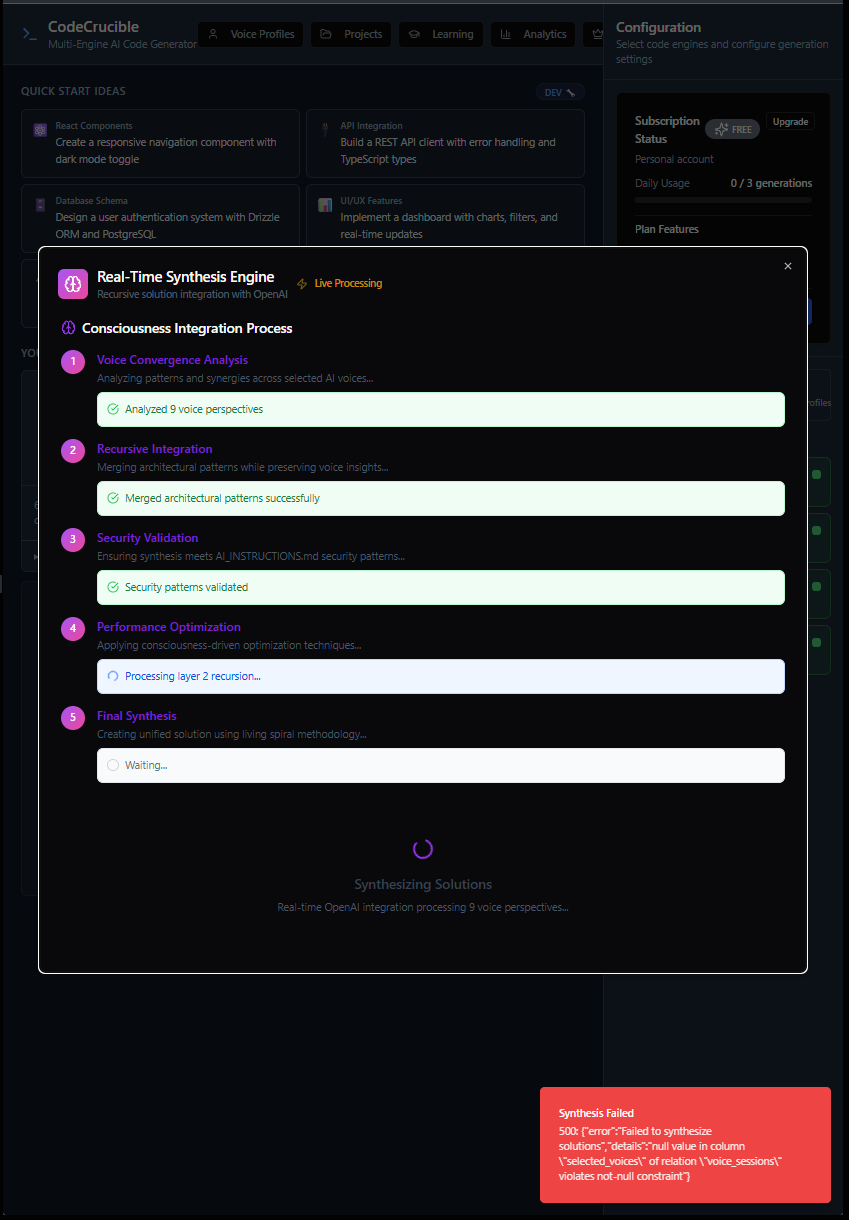 CodeCrucible
Multi-Engine AI Code Generator
Voice Profiles
Projects
Learning
Analytics
Configuration
Select code engines and configure generation
settings
QUICK START IDEAS
DEV
React Components
Create a responsive navigation component with
dark mode toggle
API Integration
Build a REST API client with error handling and
TypeScript types
Database Schema
Design a user authentication system with Drizzle
ORM and PostgreSQL
UI/UX Features
Implement a dashboard with charts, filters, and
real-time updates
Subscription
Status
FREE
Upgrade
Personal account
Daily Usage
0 / 3 generations
Plan Features
Real-Time Synthesis Engine
Recursive solution integration with OpenAI
Live Processing
×
Consciousness Integration Process
1
Voice Convergence Analysis
Analyzing patterns and synergies across selected AI voices...
Analyzed 9 voice perspectives
2
Recursive Integration
Merging architectural patterns while preserving voice insights...
Merged architectural patterns successfully
3
Security Validation
Ensuring synthesis meets AI_INSTRUCTIONS.md security patterns...
Security patterns validated
4
Performance Optimization
Applying consciousness-driven optimization techniques...
Processing layer 2 recursion...
5
Final Synthesis
Creating unified solution using living spiral methodology...
Waiting...
Synthesizing Solutions
Real-time OpenAI integration processing 9 voice perspectives...
Synthesis Failed
500: {"error":"Failed to synthesize
solutions","details":"null value in column
\"selected_voices\" of relation \"voice_sessions\"
violates not-null constraint"}